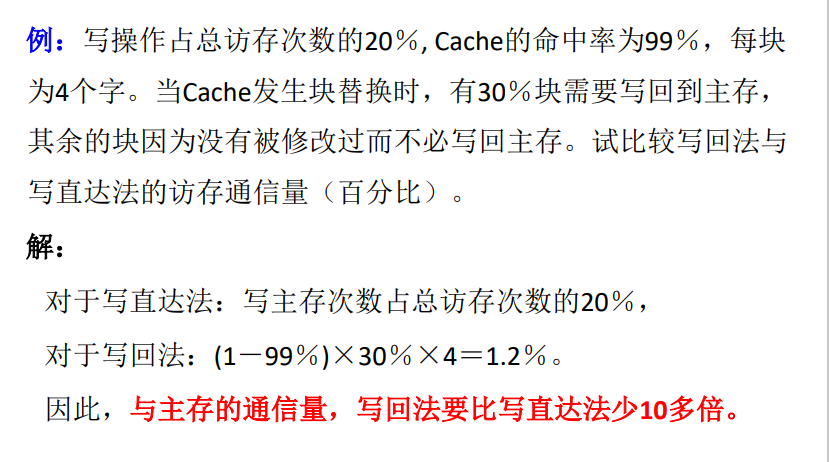 例：写操作占总访存次数的20％, Cache的命中率为99％，每块
为4个字。当Cache发生块替换时，有30％块需要写回到主存，
其余的块因为没有被修改过而不必写回主存。试比较写回法与
写直达法的访存通信量（百分比）。
解：
对于写直达法：写主存次数占总访存次数的20％，
对于写回法：(1－99％)×30％×4＝1.2％。
因此，与主存的通信量，写回法要比写直达法少10多倍。